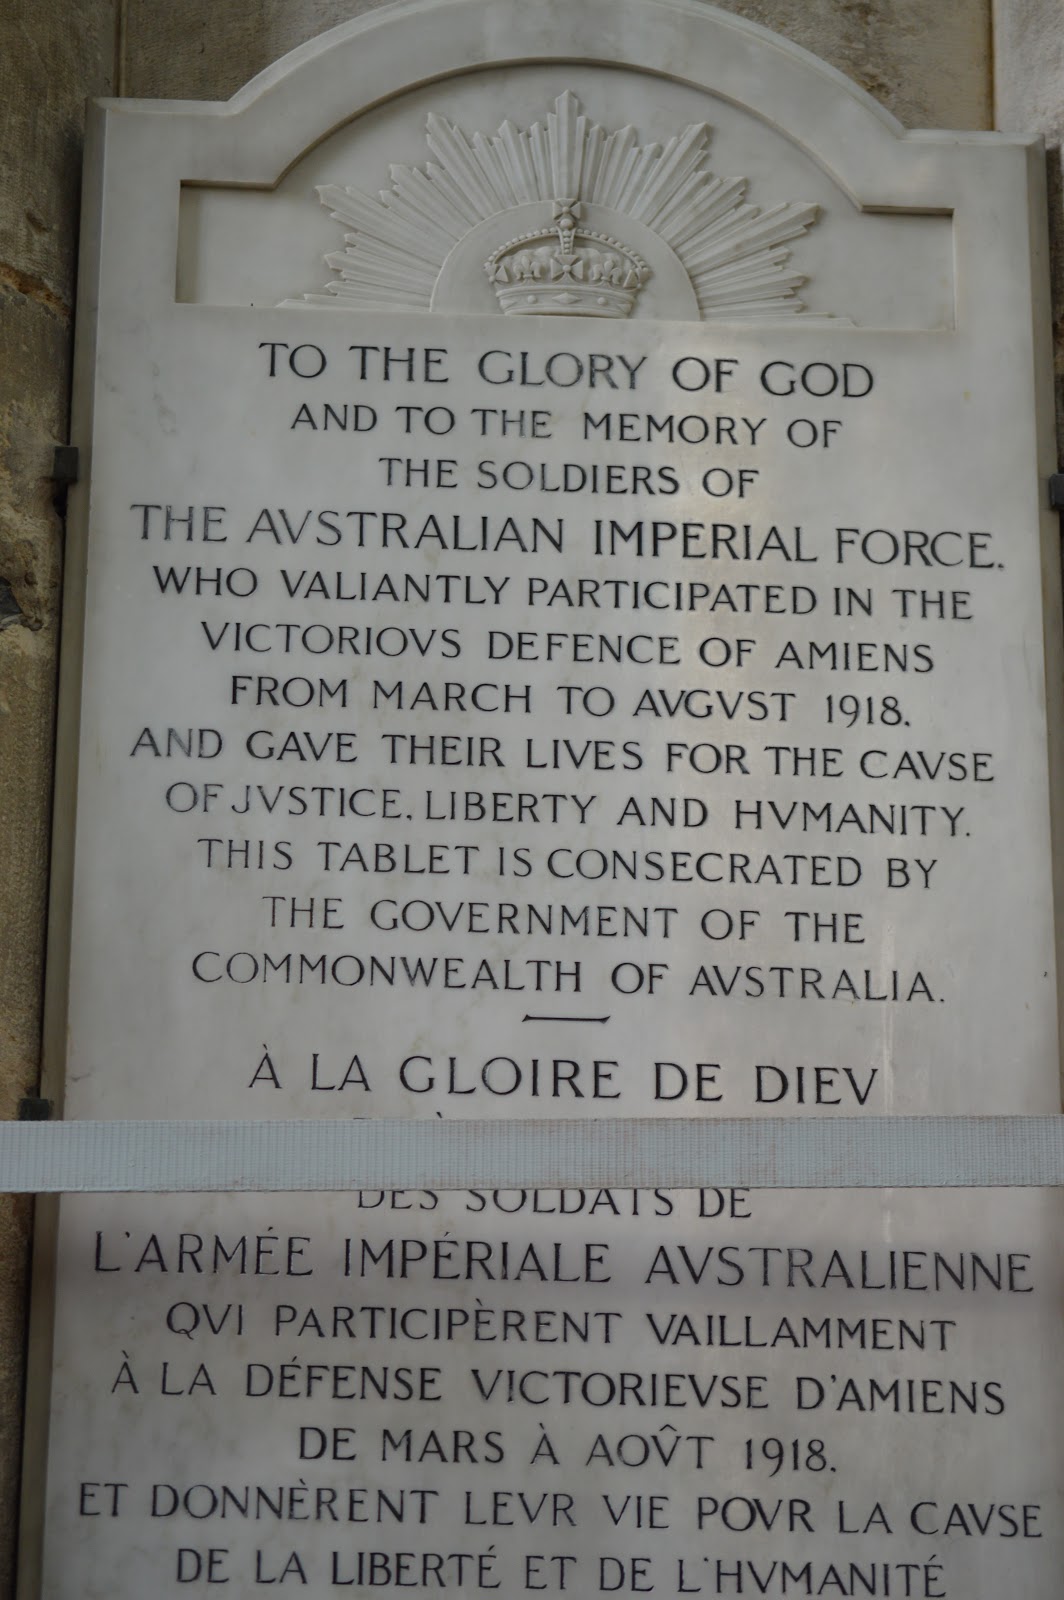 TO THE GLORY OF GOD
AND TO THE MEMORY OF
THE SOLDIERS OF
THE AVSTRALIAN IMPERIAL FORCE.
WHO VALIANTLY PARTICIPATED IN THE
VICTORIOVS DEFENCE OF AMIENS
FROM MARCH TO AVGVST 1918.
AND GAVE THEIR LIVES FOR THE CAVSE
OF JVSTICE, LIBERTY AND HVMANITY.
THIS TABLET IS CONSECRATED BY
THE GOVERNMENT OF THE
COMMONWEALTH OF AVSTRALIA.
À LA GLOIRE DE DIEV
DES SOLDATS DE
L'ARMÉE IMPÉRIALE AVSTRALIENNE
QVI PARTICIPÈRENT VAILLAMMENT
À LA DÉFENSE VICTORIEVSE D'AMIENS
DE MARS À AOV̂T 1918.
ET DONNÈRENT LEVR VIE POVR LA CAVSE
DE LA LIBERTÉ ET DE L'HVMANITÉ